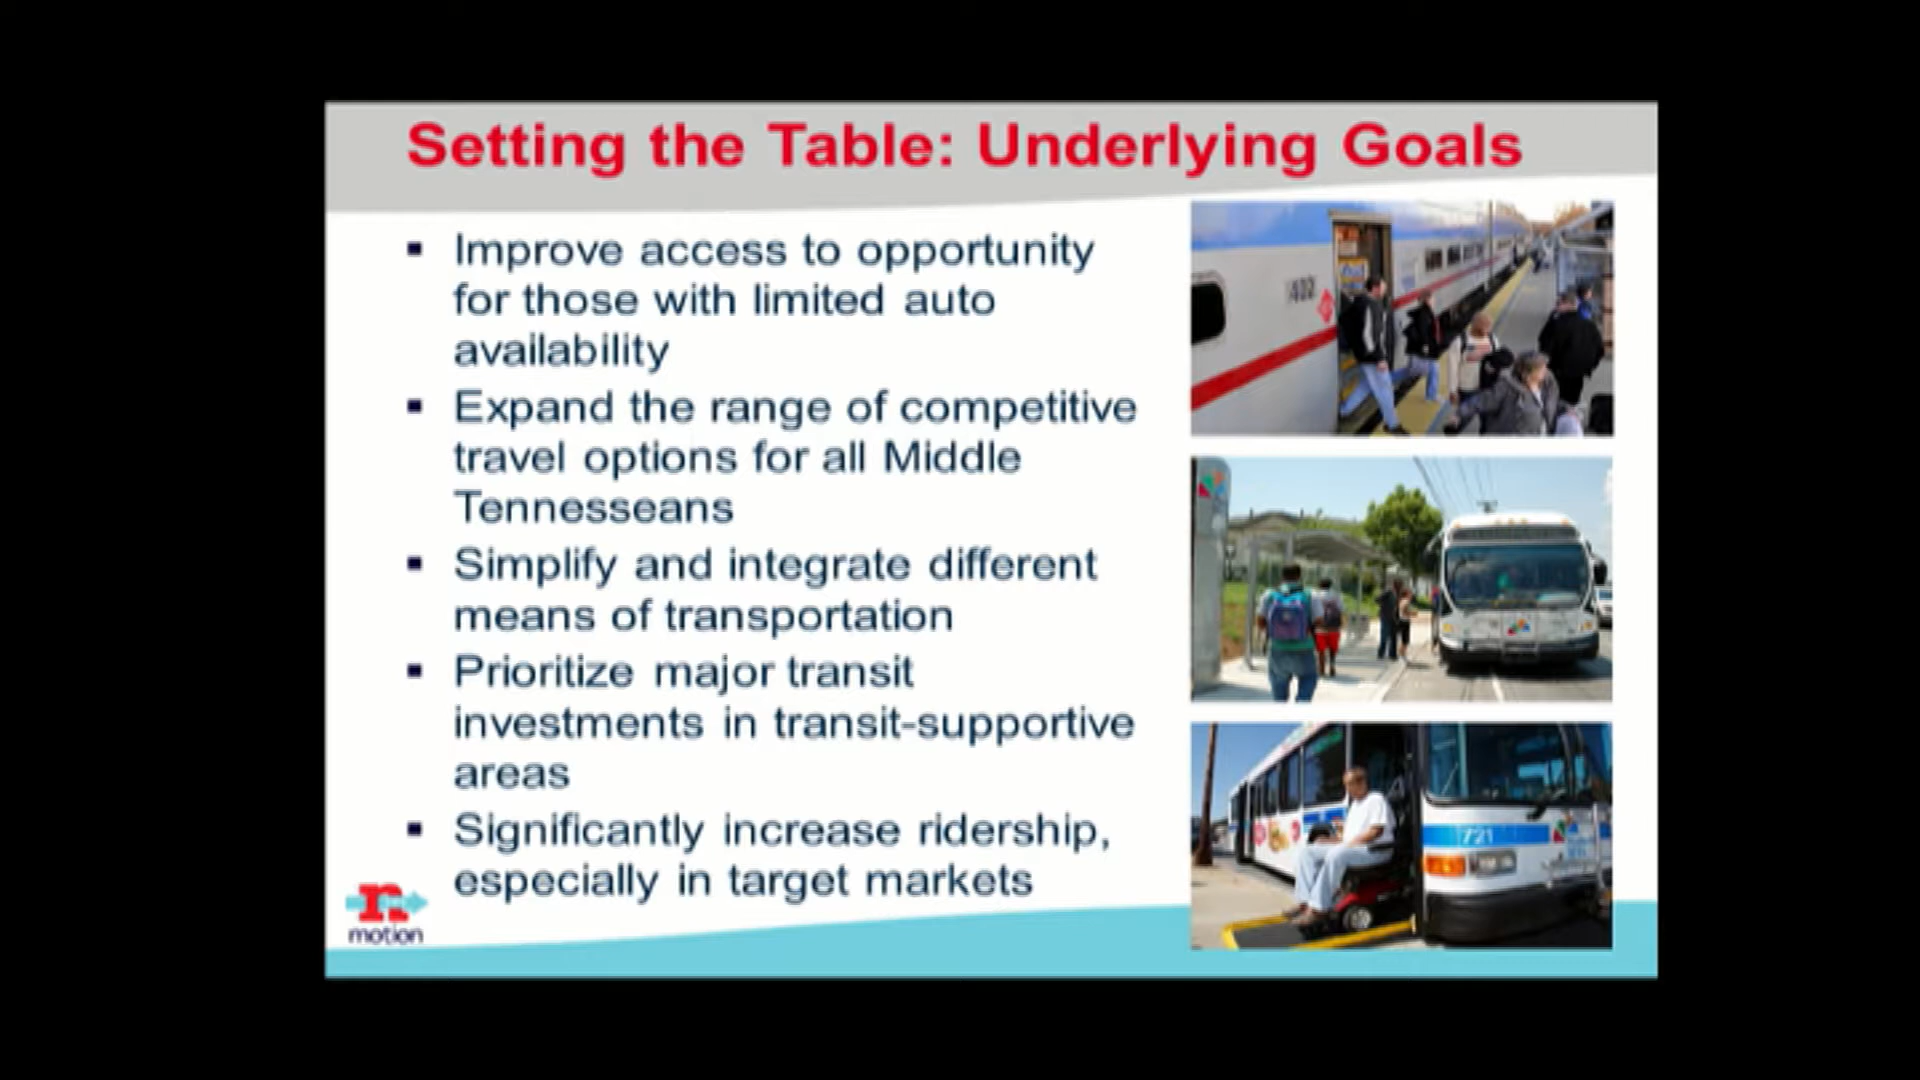 Setting the Table: Underlying Goals
▪ Improve access to opportunity
for those with limited auto
availability
▪ Expand the range of competitive
travel options for all Middle
Tennesseans
▪ Simplify and integrate different
means of transportation
▪ Prioritize major transit
investments in transit-supportive
areas
▪ Significantly increase ridership,
especially in target markets
n
motion
721